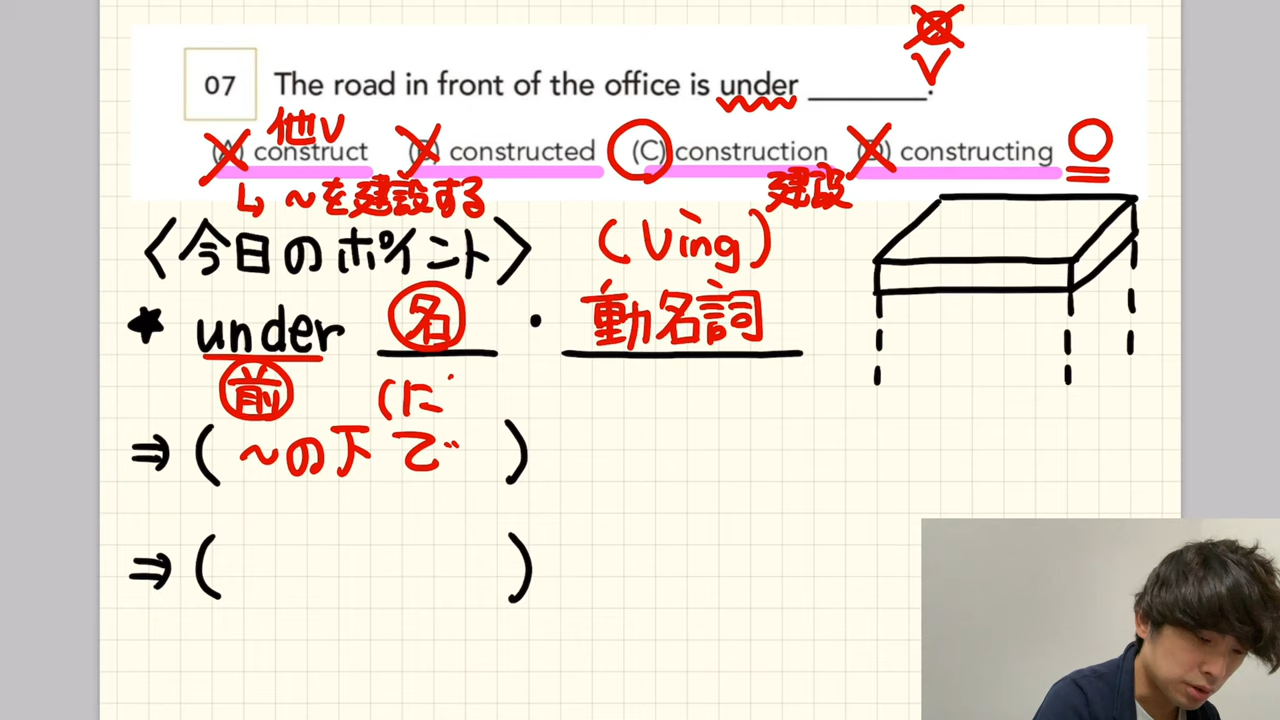 07 The road in front of the office is under ________.
V
他V
(A) construct (B) constructed (C) construction (D) constructing
↳ ~を建設する
建設
〈今日のポイント〉
(Ving)
★ under 名 ・ 動名詞
前
(に
⇒ ( ~の下で )
⇒ ( )